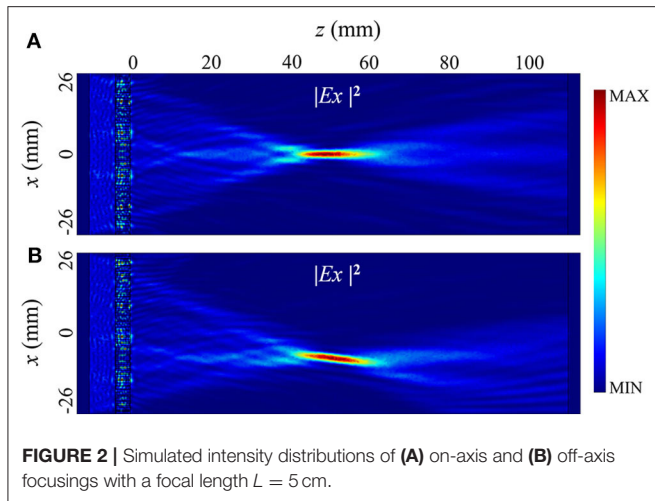 z (mm)
A
0 20 40 60 80 100
26
0
-26
x (mm)
|Ex|²
MAX
MIN
B
26
0
-26
x (mm)
|Ex|²
FIGURE 2 | Simulated intensity distributions of (A) on-axis and (B) off-axis
focusings with a focal length L = 5 cm.